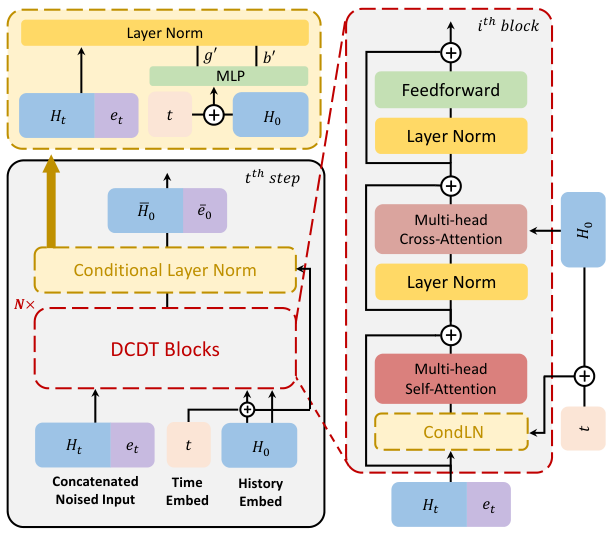 Layer Norm
g′
b′
MLP
H_t
e_t
t
H_0
t^th step
H̅_0
e̅_0
Conditional Layer Norm
N×
DCDT Blocks
H_t
e_t
t
H_0
Concatenated
Noised Input
Time
Embed
History
Embed
i^th block
Feedforward
Layer Norm
Multi-head
Cross-Attention
H_0
Layer Norm
Multi-head
Self-Attention
CondLN
t
H_t
e_t